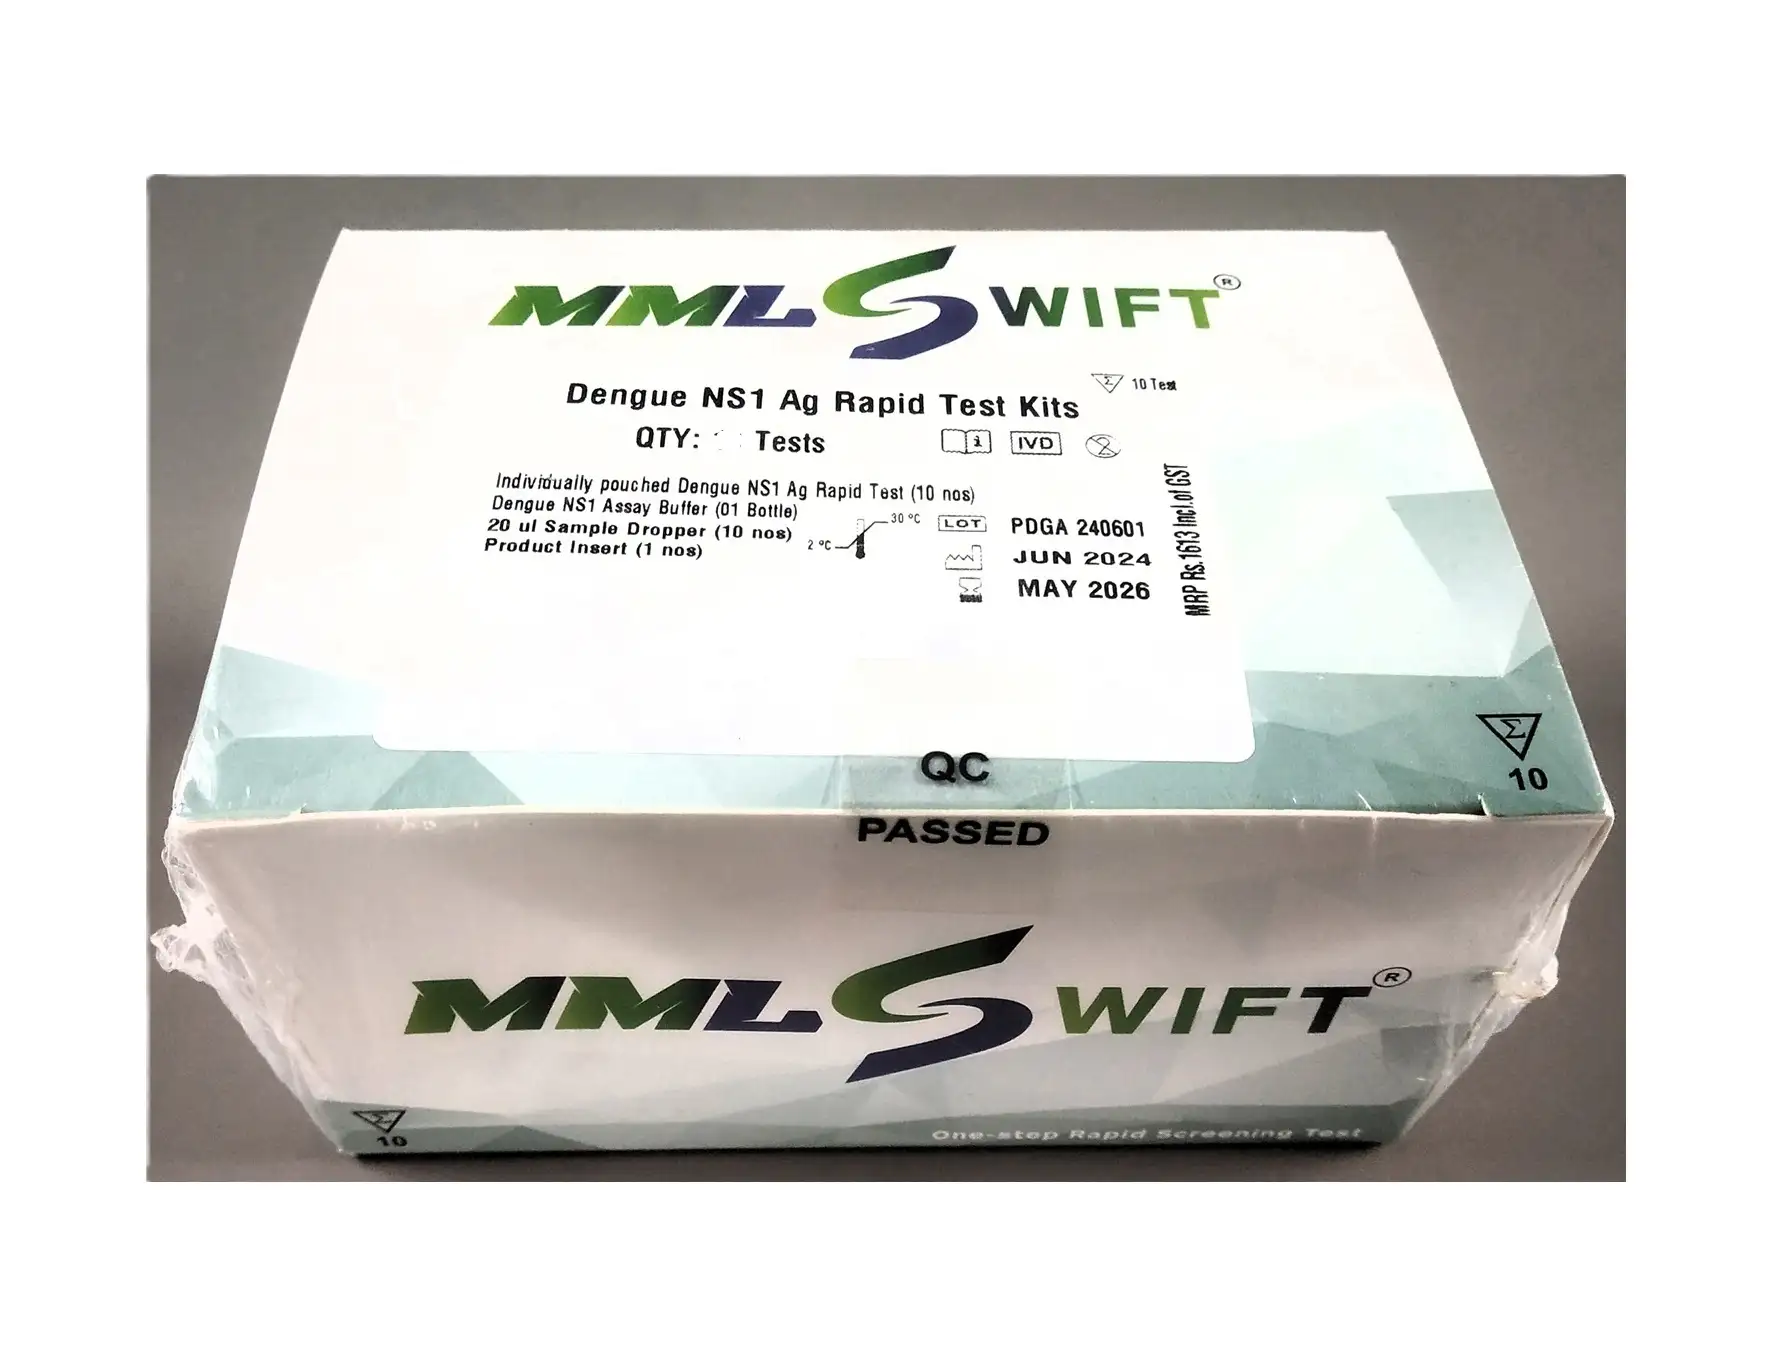 MMLSWIFT®
Σ 10 Test
Dengue NS1 Ag Rapid Test Kits
QTY: Tests
IVD
2
Individually pouched Dengue NS1 Ag Rapid Test (10 nos)
Dengue NS1 Assay Buffer (01 Bottle)
20 ul Sample Dropper (10 nos)
Product Insert (1 nos)
2 °C
30 °C
LOT PDGA 240601
JUN 2024
MAY 2026
MRP Rs.1613 Incl.of GST
Σ
10
QC
PASSED
MMLSWIFT®
Σ
10
One-step Rapid Screening Test